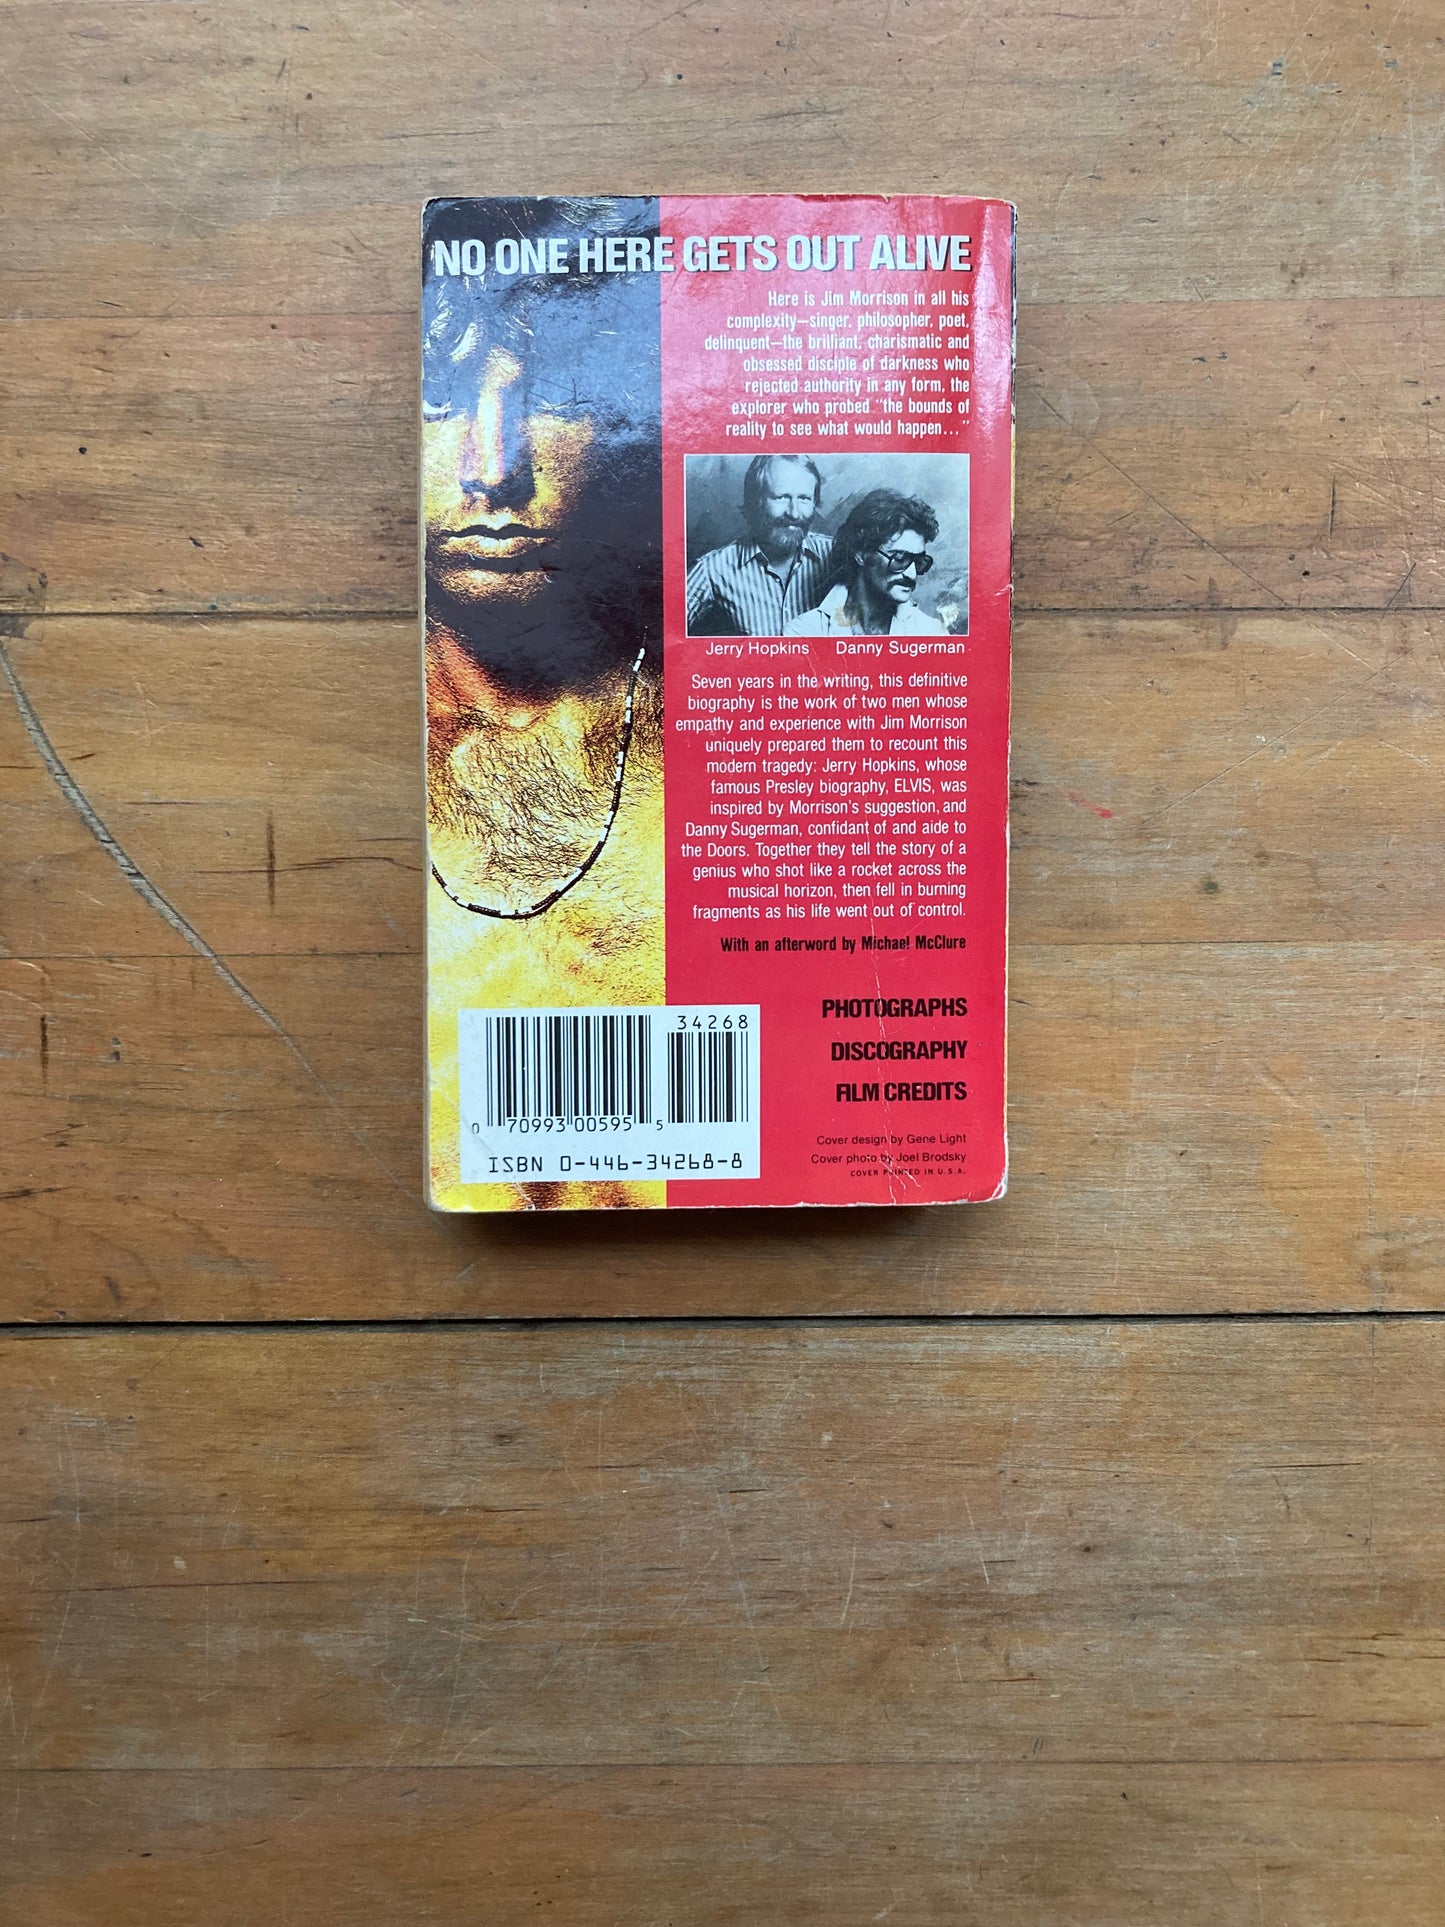 NO ONE HERE GETS OUT ALIVE
Here is Jim Morrison in all his
complexity—singer, philosopher, poet,
delinquent—the brilliant, charismatic and
obsessed disciple of darkness who
rejected authority in any form, the
explorer who probed "the bounds of
reality to see what would happen..."
Jerry Hopkins Danny Sugerman
Seven years in the writing, this definitive
biography is the work of two men whose
empathy and experience with Jim Morrison
uniquely prepared them to recount this
modern tragedy: Jerry Hopkins, whose
famous Presley biography, ELVIS, was
inspired by Morrison's suggestion, and
Danny Sugerman, confidant of and aide to
the Doors. Together they tell the story of a
genius who shot like a rocket across the
musical horizon, then fell in burning
fragments as his life went out of control.
With an afterword by Michael McClure
PHOTOGRAPHS
DISCOGRAPHY
FILM CREDITS
34268
0 70993 00595 5
ISBN 0-446-34268-8
Cover design by Gene Light
Cover photo by Joel Brodsky
COVER PRINTED IN U.S.A.